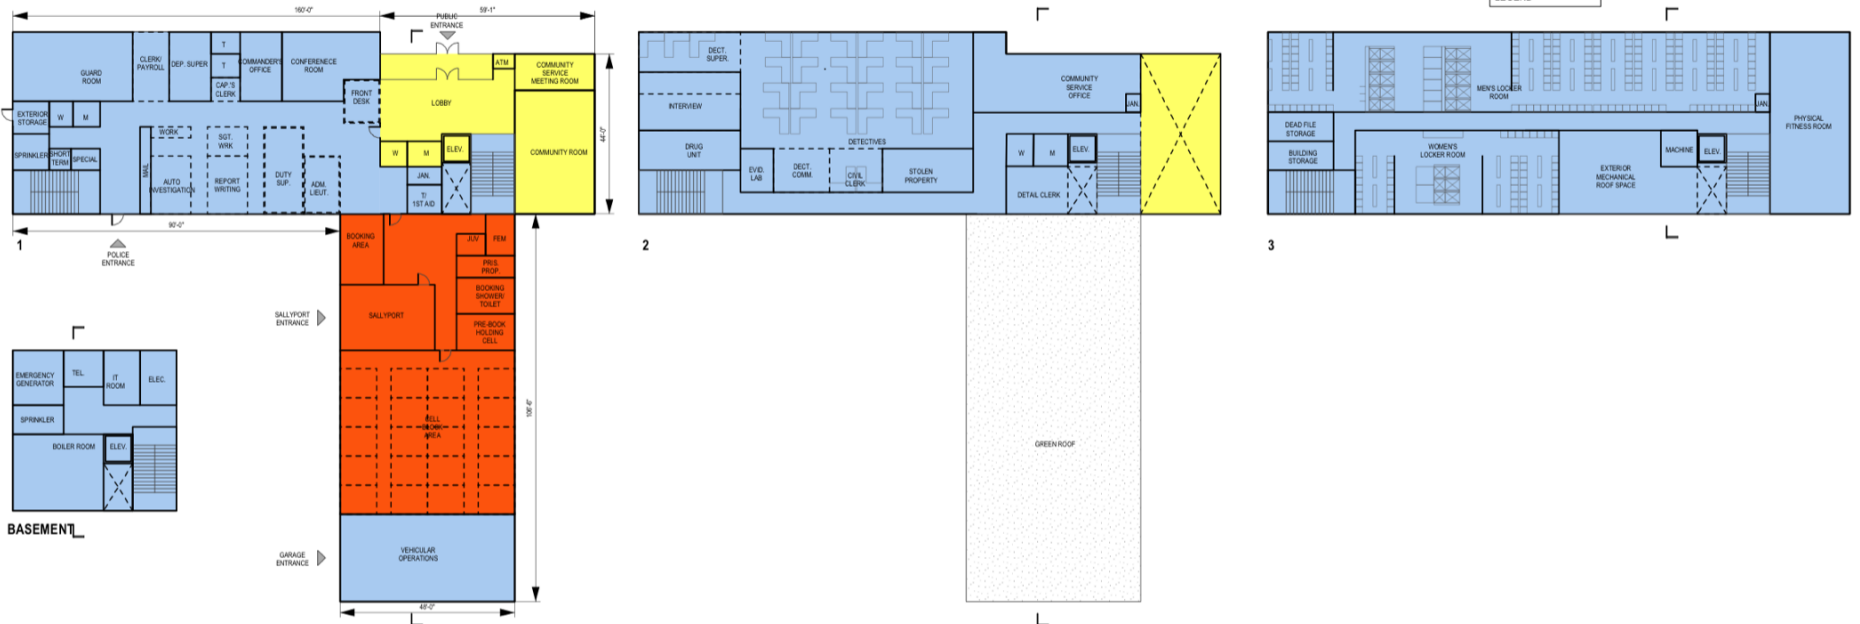 160'-0"
59'-1"
PUBLIC
ENTRANCE
GUARD
ROOM
CLERK/
PAYROLL
DEP. SUPER
T
T
CAP.'S
CLERK
COMMANDER'S
OFFICE
CONFERENECE
ROOM
FRONT
DESK
LOBBY
ATM
COMMUNITY
SERVICE
MEETING ROOM
COMMUNITY ROOM
44'-0"
EXTERIOR
STORAGE
W
M
SPRINKLER
SHORT
TERM
SPECIAL
MAIL
WORK
AUTO
INVESTIGATION
SGT.
WRK
REPORT
WRITING
DUTY
SUP.
ADM.
LIEUT.
W
M
ELEV.
JAN.
T/
1ST AID
90'-0"
1
POLICE
ENTRANCE
BOOKING
AREA
JUV
FEM
PRIS.
PROP.
BOOKING
SHOWER/
TOILET
SALLYPORT
PRE-BOOK
HOLDING
CELL
SALLYPORT
ENTRANCE
CELL
BLOCK
AREA
106'-6"
VEHICULAR
OPERATIONS
GARAGE
ENTRANCE
48'-0"
EMERGENCY
GENERATOR
TEL.
IT
ROOM
ELEC.
SPRINKLER
BOILER ROOM
ELEV.
BASEMENT
DECT.
SUPER.
INTERVIEW
DRUG
UNIT
DETECTIVES
EVID.
LAB
DECT.
COMM.
CIVIL
CLERK
STOLEN
PROPERTY
COMMUNITY
SERVICE
OFFICE
JAN.
W
M
ELEV.
DETAIL CLERK
2
GREEN ROOF
MEN'S LOCKER
ROOM
JAN.
PHYSICAL
FITNESS ROOM
DEAD FILE
STORAGE
BUILDING
STORAGE
WOMEN'S
LOCKER ROOM
EXTERIOR
MECHANICAL
ROOF SPACE
MACHINE
ELEV.
3